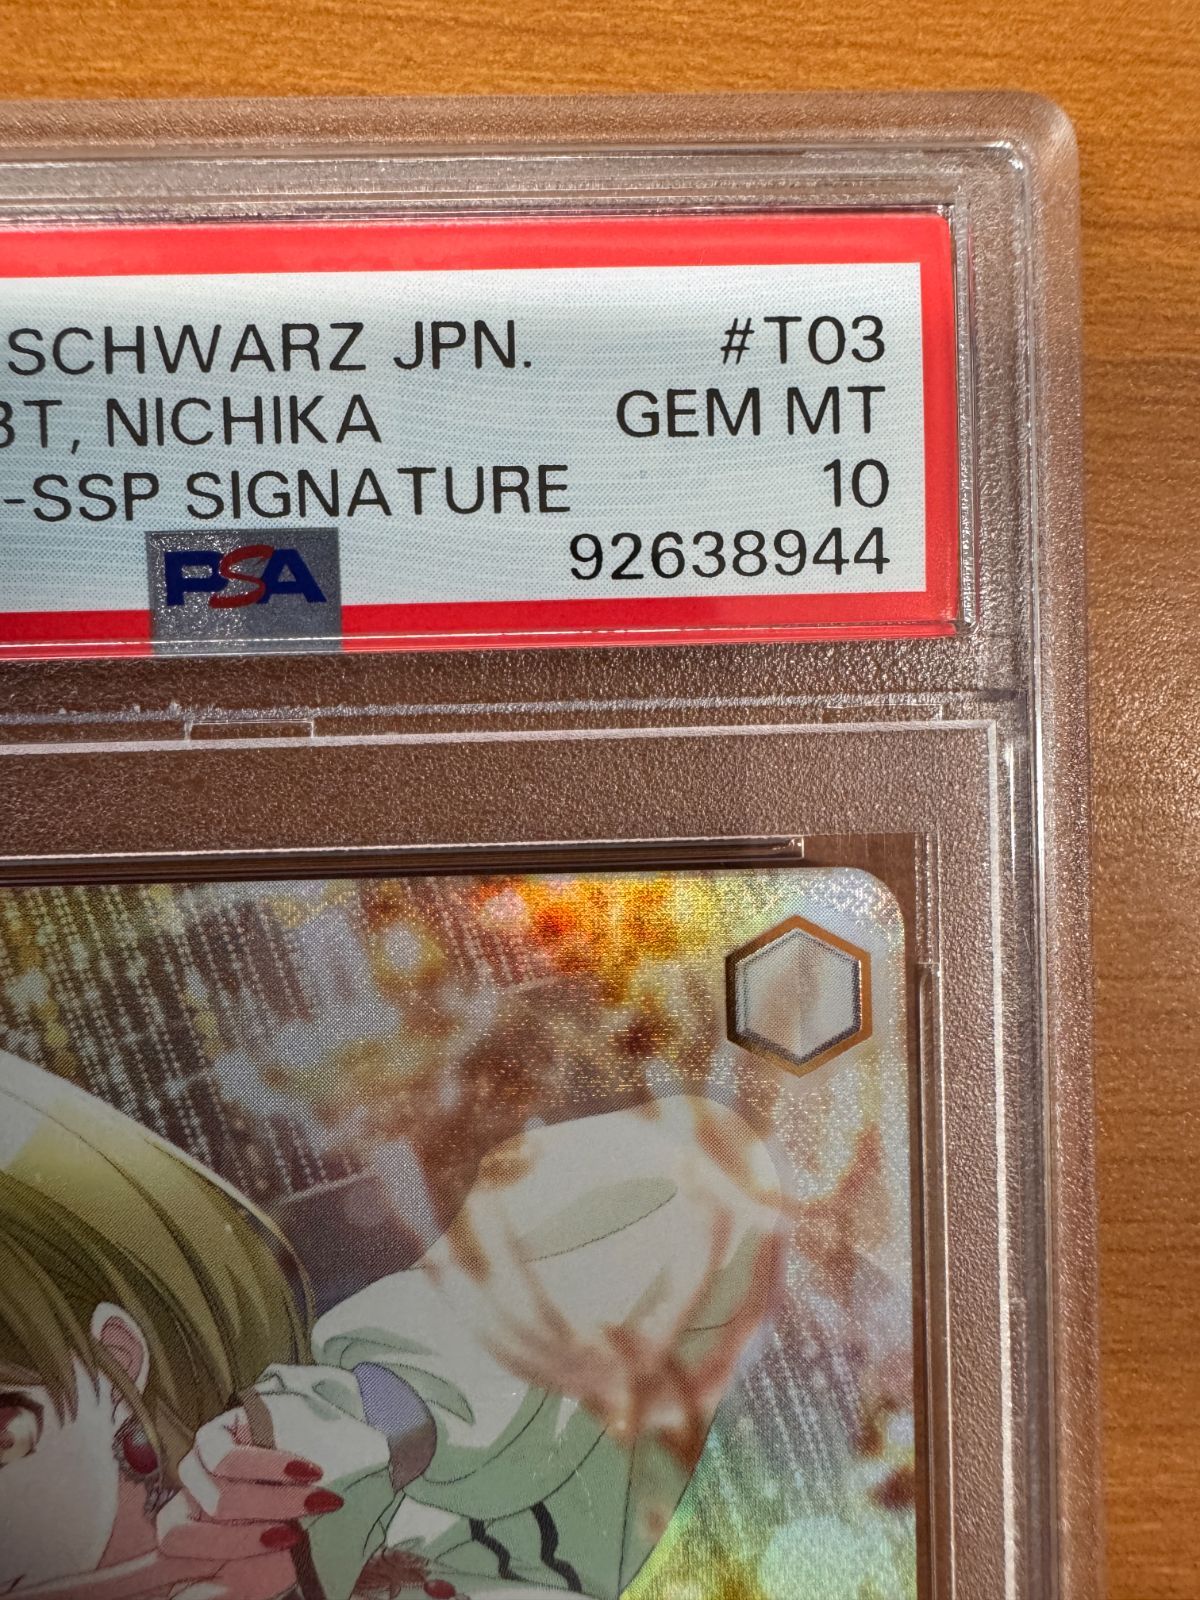 SCHWARZ JPN. #T03
BT, NICHIKA GEM MT
-SSP SIGNATURE 10
PSA 92638944